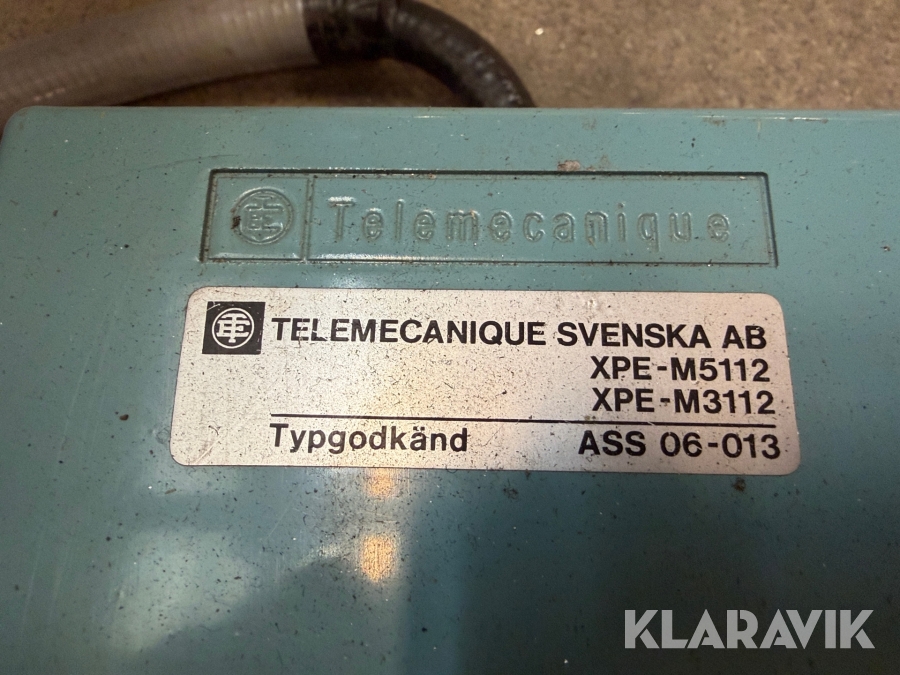 Telemecanique
TELEMECANIQUE SVENSKA AB
XPE-M5112
XPE-M3112
Typgodkänd ASS 06-013
KLARAVIK